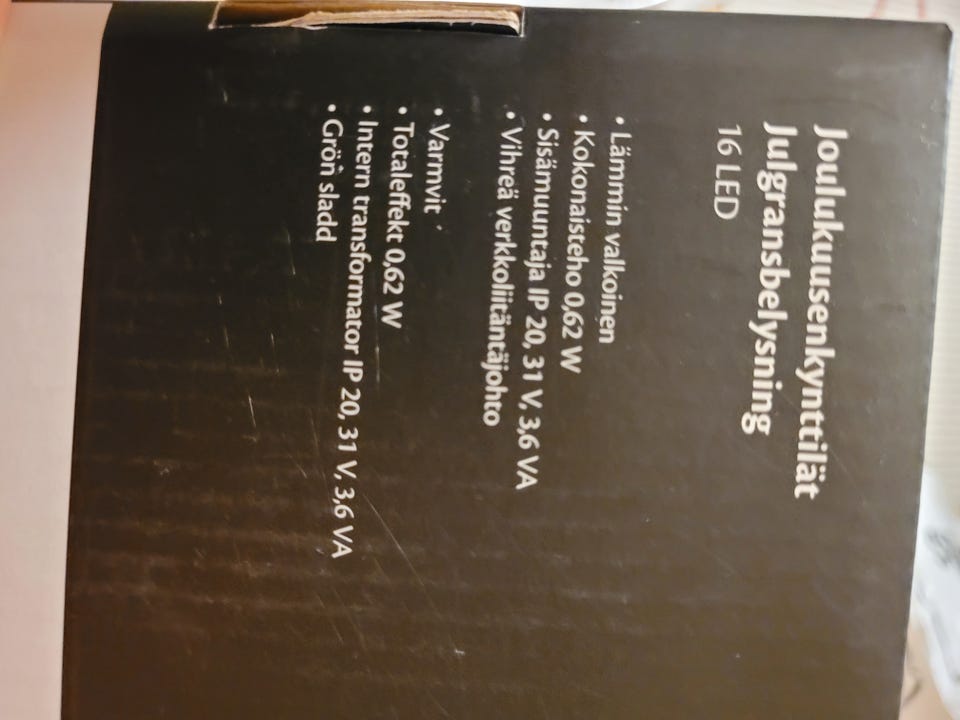 Joulukuusenkynttilät
Julgransbelysning
16 LED
• Lämmin valkoinen
• Kokonaisteho 0,62 W
• Sisämuuntaja IP 20, 31 V, 3,6 VA
• Vihreä verkkoliitäntäjohto
• Varmvit
• Totaleffekt 0,62 W
• Intern transformator IP 20, 31 V, 3,6 VA
• Grön sladd